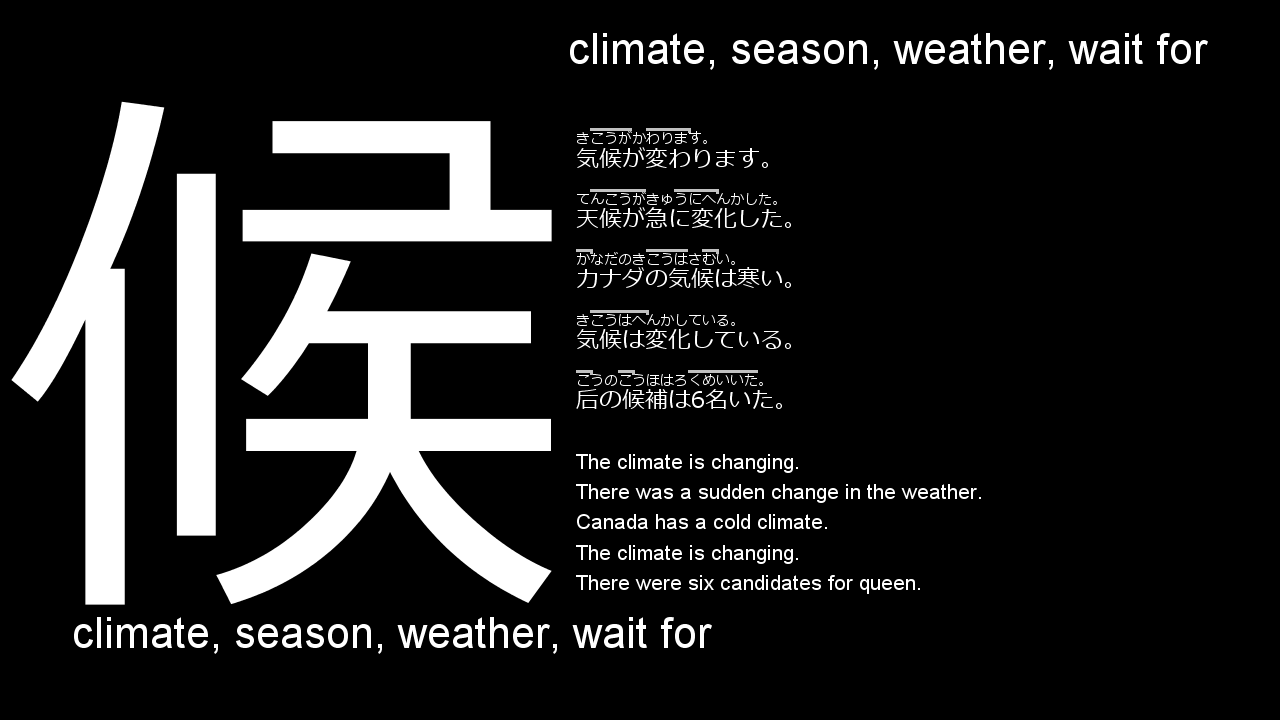 climate, season, weather, wait for
候
きこうがかわります。
気候が変わります。
てんこうがきゅうにへんかした。
天候が急に変化した。
かなだのきこうはさむい。
カナダの気候は寒い。
きこうはへんかしている。
気候は変化している。
こうのこうほはろくめいいた。
后の候補は6名いた。
The climate is changing.
There was a sudden change in the weather.
Canada has a cold climate.
The climate is changing.
There were six candidates for queen.
climate, season, weather, wait for